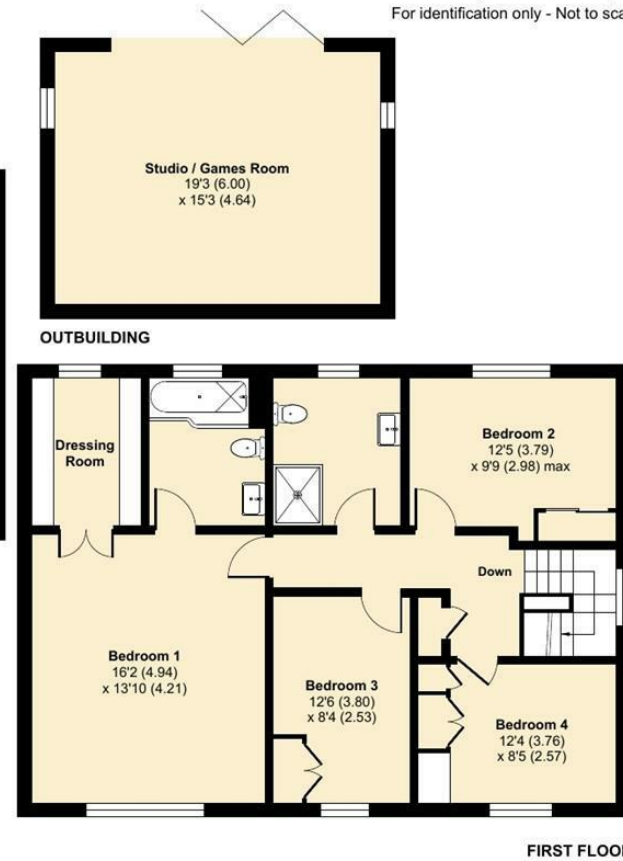 For identification only - Not to sca
Studio / Games Room
19'3 (6.00)
x 15'3 (4.64)
OUTBUILDING
Dressing
Room
Bedroom 2
12'5 (3.79)
x 9'9 (2.98) max
Down
Bedroom 1
16'2 (4.94)
x 13'10 (4.21)
Bedroom 3
12'6 (3.80)
x 8'4 (2.53)
Bedroom 4
12'4 (3.76)
x 8'5 (2.57)
FIRST FLOOR